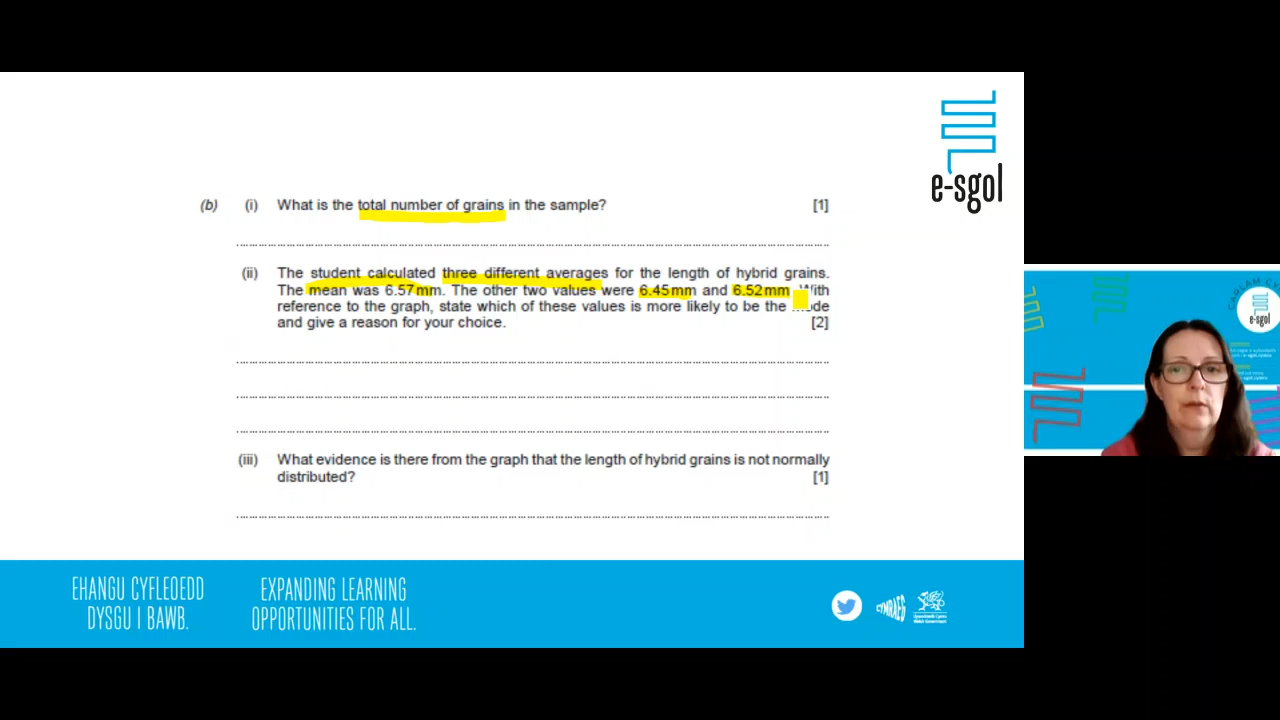 e-sgol
(b) (i) What is the total number of grains in the sample? [1]
(ii) The student calculated three different averages for the length of hybrid grains.
The mean was 6.57mm. The other two values were 6.45mm and 6.52mm With
reference to the graph, state which of these values is more likely to be the de
and give a reason for your choice. [2]
(iii) What evidence is there from the graph that the length of hybrid grains is not normally
distributed? [1]
EHANGU CYFLEOEDD
DYSGU I BAWB.
EXPANDING LEARNING
OPPORTUNITIES FOR ALL.
CYMRAEG
e-sgol